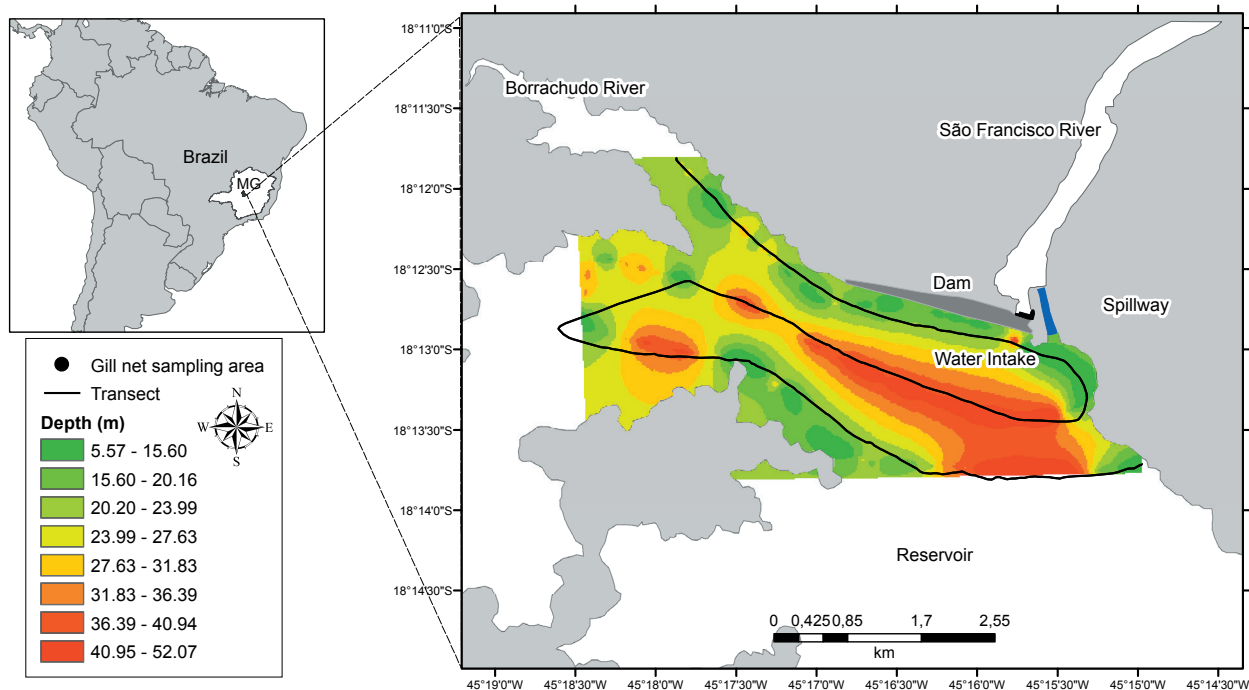 Brazil
MG
Gill net sampling area
Transect
Depth (m)
N
W
E
S
5.57 - 15.60
15.60 - 20.16
20.20 - 23.99
23.99 - 27.63
27.63 - 31.83
31.83 - 36.39
36.39 - 40.94
40.95 - 52.07
18°11'0"S
18°11'30"S
18°12'0"S
18°12'30"S
18°13'0"S
18°13'30"S
18°14'0"S
18°14'30"S
Borrachudo River
São Francisco River
Dam
Spillway
Water Intake
Reservoir
0 0,425 0,85 1,7 2,55
km
45°19'0"W 45°18'30"W 45°18'0"W 45°17'30"W 45°17'0"W 45°16'30"W 45°16'0"W 45°15'30"W 45°15'0"W 45°14'30"W